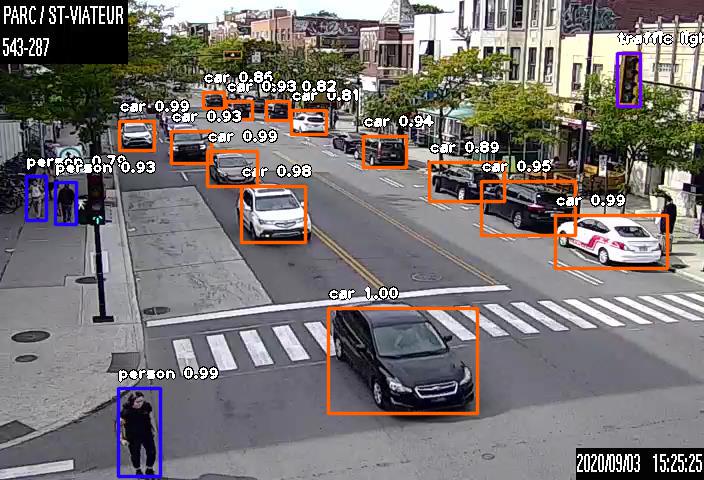 PARC / ST-VIATEUR
543-287
traffic ligh
car 0.86
car 0.93
0.82
car 0.81
car 0.99
car 0.93
car 0.99
car 0.94
car 0.89
car 0.95
car 0.98
car 0.99
person 0.79
person 0.93
car 1.00
person 0.99
2020/09/03 15:25:25